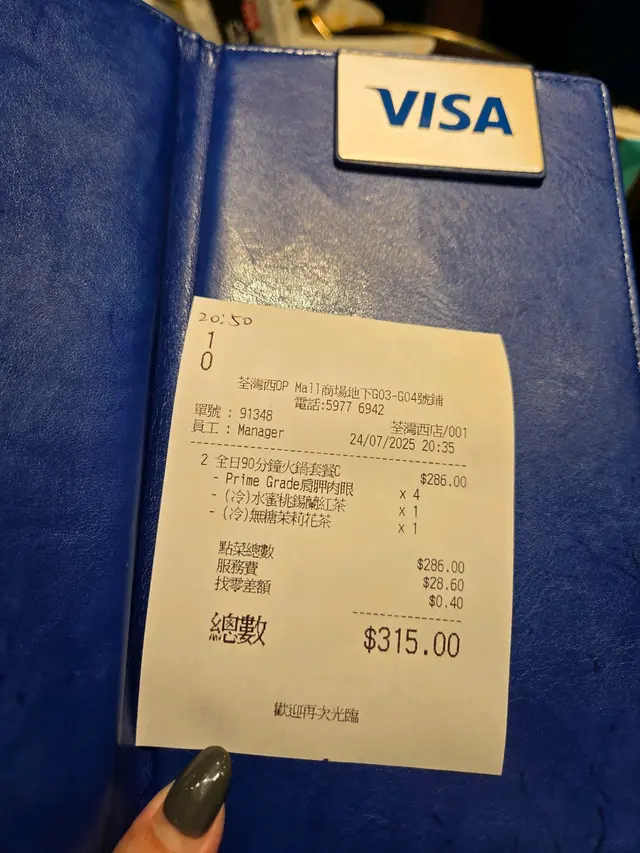 VISA
20:50
1
0
荃灣西OP Mall商場地下G03-G04號鋪
電話:5977 6942
單號 : 91348
荃灣西店/001
員工 : Manager
24/07/2025 20:35
2 全日90分鐘火鍋套餐C $286.00
- Prime Grade肩胛肉眼 x 4
- (冷)水蜜桃錫蘭紅茶 x 1
- (冷)無糖茉莉花茶 x 1
點菜總數 $286.00
服務費 $28.60
找零差額 $0.40
總數 $315.00
歡迎再次光臨